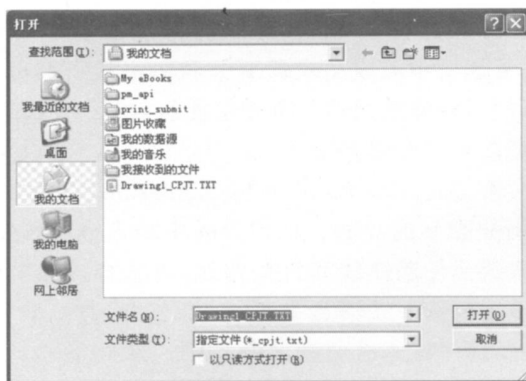 打开
查找范围(I):
我的文档
我最近的文档
桌面
我的文档
我的电脑
网上邻居
My eBooks
pm_api
print_submit
图片收藏
我的数据源
我的音乐
我接收到的文件
Drawing1_CPJT.TXT
文件名(N):
Drawing1_CPJT.TXT
打开(O)
文件类型(T):
指定文件(*_cpjt.txt)
取消
以只读方式打开(R)